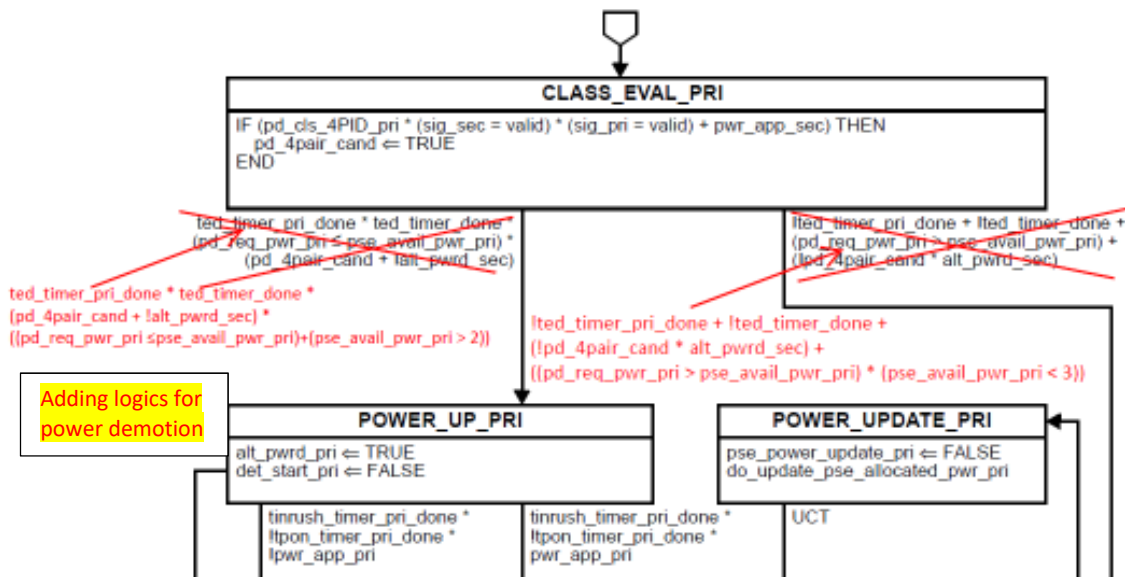 CLASS_EVAL_PRI
IF (pd_cls_4PID_pri * (sig_sec = valid) * (sig_pri = valid) + pwr_app_sec) THEN
pd_4pair_cand ⇐ TRUE
END
ted_timer_pri_done * ted_timer_done *
(pd_req_pwr_pri ≤ pse_avail_pwr_pri) *
(pd_4pair_cand + !alt_pwrd_sec)
!ted_timer_pri_done + !ted_timer_done +
(pd_req_pwr_pri > pse_avail_pwr_pri) +
(!pd_4pair_cand * alt_pwrd_sec)
ted_timer_pri_done * ted_timer_done *
(pd_4pair_cand + !alt_pwrd_sec) *
((pd_req_pwr_pri ≤pse_avail_pwr_pri)+(pse_avail_pwr_pri > 2))
!ted_timer_pri_done + !ted_timer_done +
(!pd_4pair_cand * alt_pwrd_sec) +
((pd_req_pwr_pri > pse_avail_pwr_pri) * (pse_avail_pwr_pri < 3))
Adding logics for
power demotion
POWER_UP_PRI
alt_pwrd_pri ⇐ TRUE
det_start_pri ⇐ FALSE
POWER_UPDATE_PRI
pse_power_update_pri ⇐ FALSE
do_update_pse_allocated_pwr_pri
tinrush_timer_pri_done *
!tpon_timer_pri_done *
!pwr_app_pri
tinrush_timer_pri_done *
!tpon_timer_pri_done *
pwr_app_pri
UCT